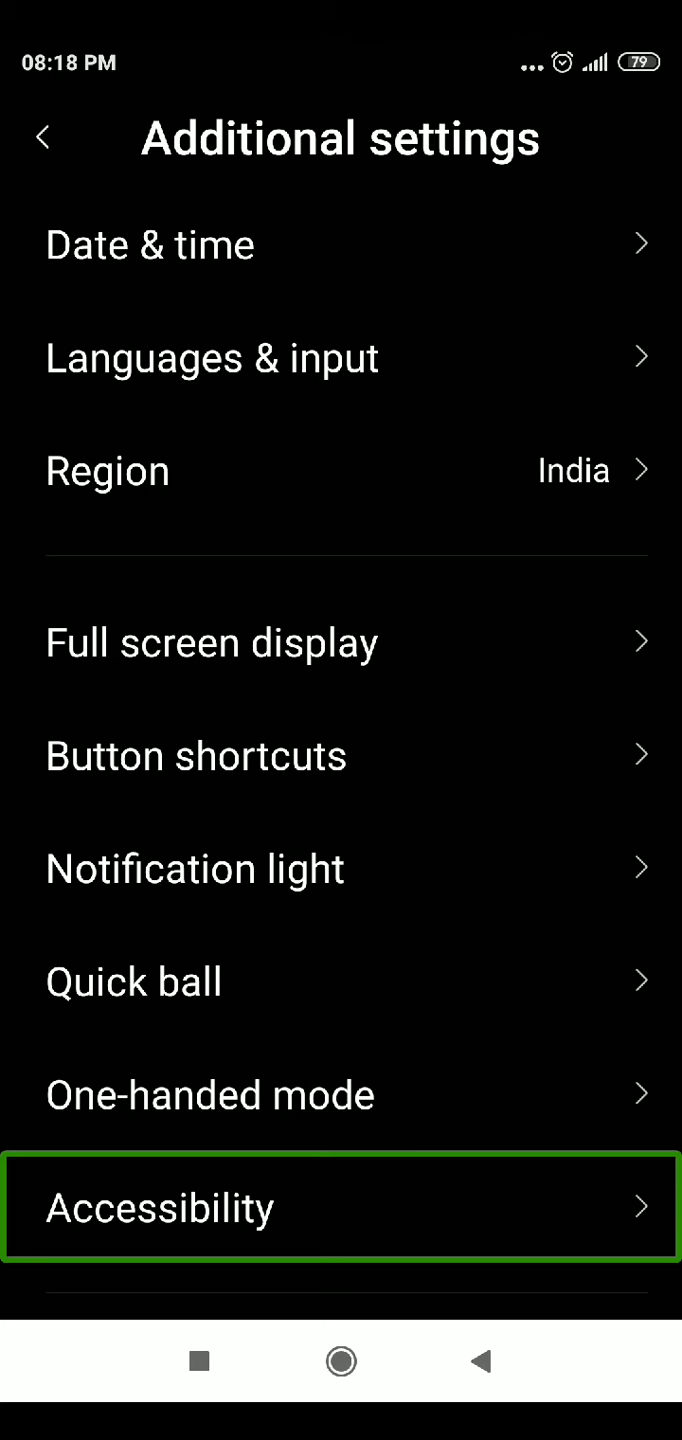 08:18 PM ... 79
Additional settings
Date & time
Languages & input
Region India
Full screen display
Button shortcuts
Notification light
Quick ball
One-handed mode
Accessibility